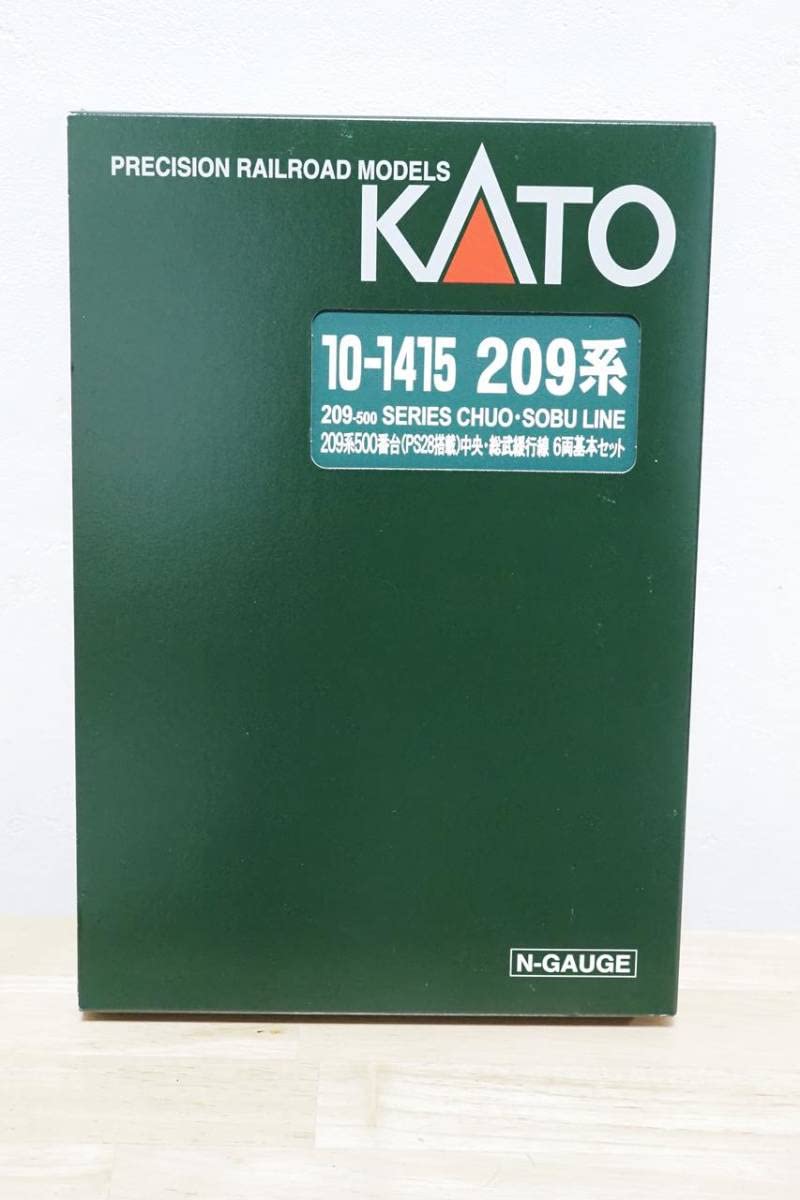 PRECISION RAILROAD MODELS
KATO
10-1415 209系
209-500 SERIES CHUO・SOBU LINE
209系500番台(PS28搭載)中央・総武緩行線 6両基本セット
N-GAUGE